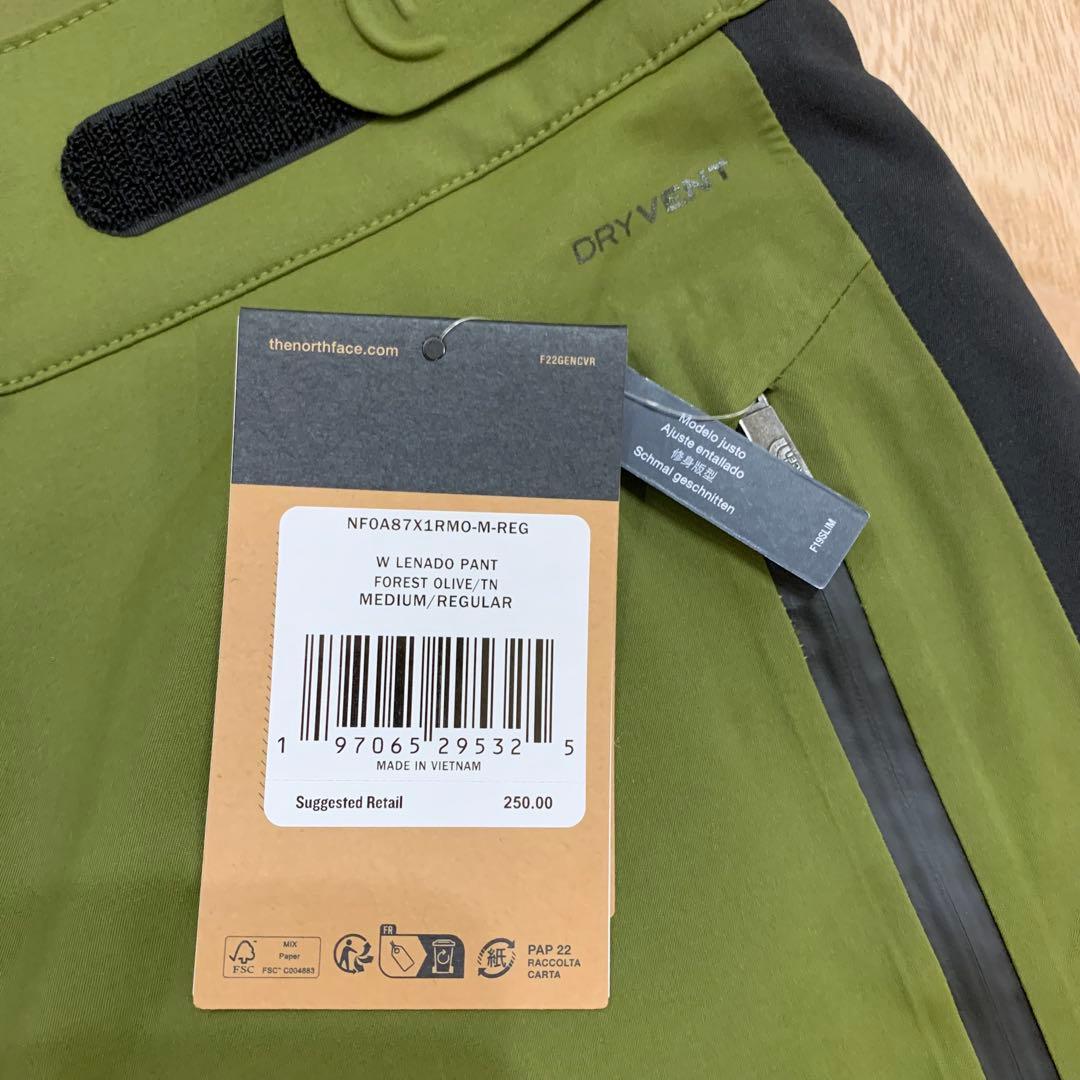 DRYVENT
thenorthface.com
F22GENCVR
Modelo justo
Ajuste entallado
修身版型
Schmal geschnitten
F19SLIM
NF0A87X1RMO-M-REG
W LENADO PANT
FOREST OLIVE/TN
MEDIUM/REGULAR
1 97065 29532 5
MADE IN VIETNAM
Suggested Retail 250.00
FSC
MIX
Paper
FSC™ C004883
FR
紙
PAP 22
RACCOLTA
CARTA